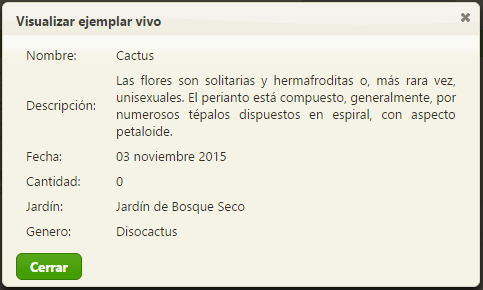 Visualizar ejemplar vivo
Nombre: Cactus
Descripción: Las flores son solitarias y hermafroditas o, más rara vez,
unisexuales. El perianto está compuesto, generalmente, por
numerosos tépalos dispuestos en espiral, con aspecto
petaloide.
Fecha: 03 noviembre 2015
Cantidad: 0
Jardín: Jardín de Bosque Seco
Genero: Disocactus
Cerrar